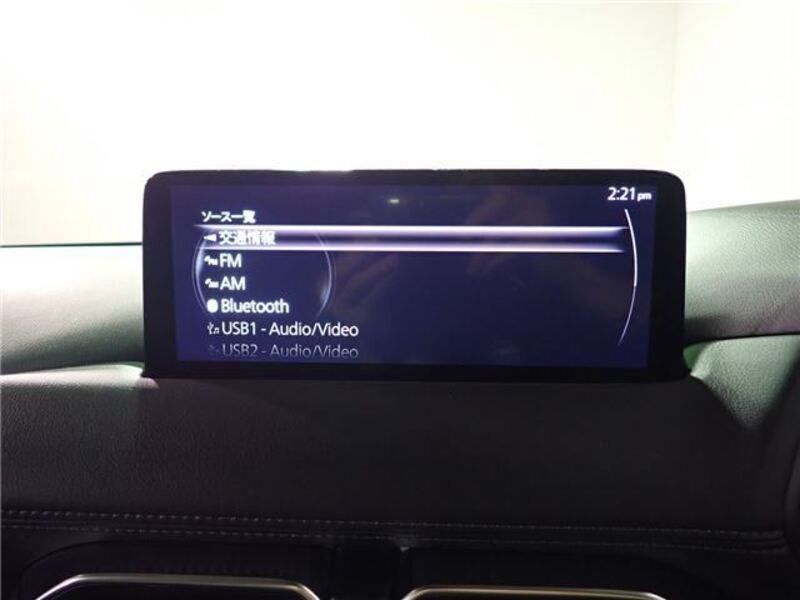 2:21pm
ソース一覧
交通情報
FM
AM
Bluetooth
USB1 - Audio/Video
USB2 - Audio/Video